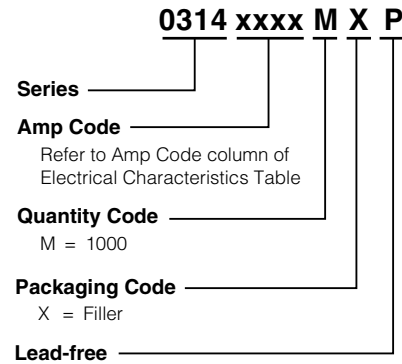 0314 xxxx M X P
Series
Amp Code
Refer to Amp Code column of
Electrical Characteristics Table
Quantity Code
M = 1000
Packaging Code
X = Filler
Lead-free